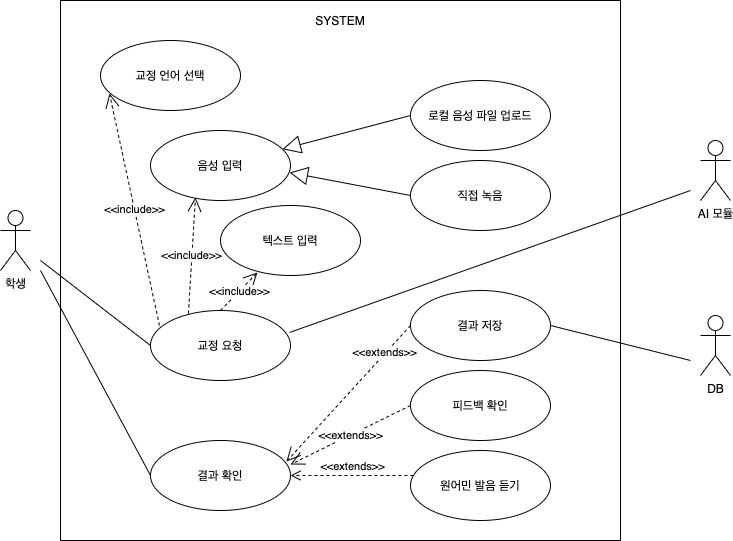 SYSTEM
교정 언어 선택
로컬 음성 파일 업로드
음성 입력
직접 녹음
<<include>>
AI 모듈
텍스트 입력
<<include>>
학생
<<include>>
결과 저장
교정 요청
<<extends>>
DB
피드백 확인
<<extends>>
<<extends>>
결과 확인
원어민 발음 듣기